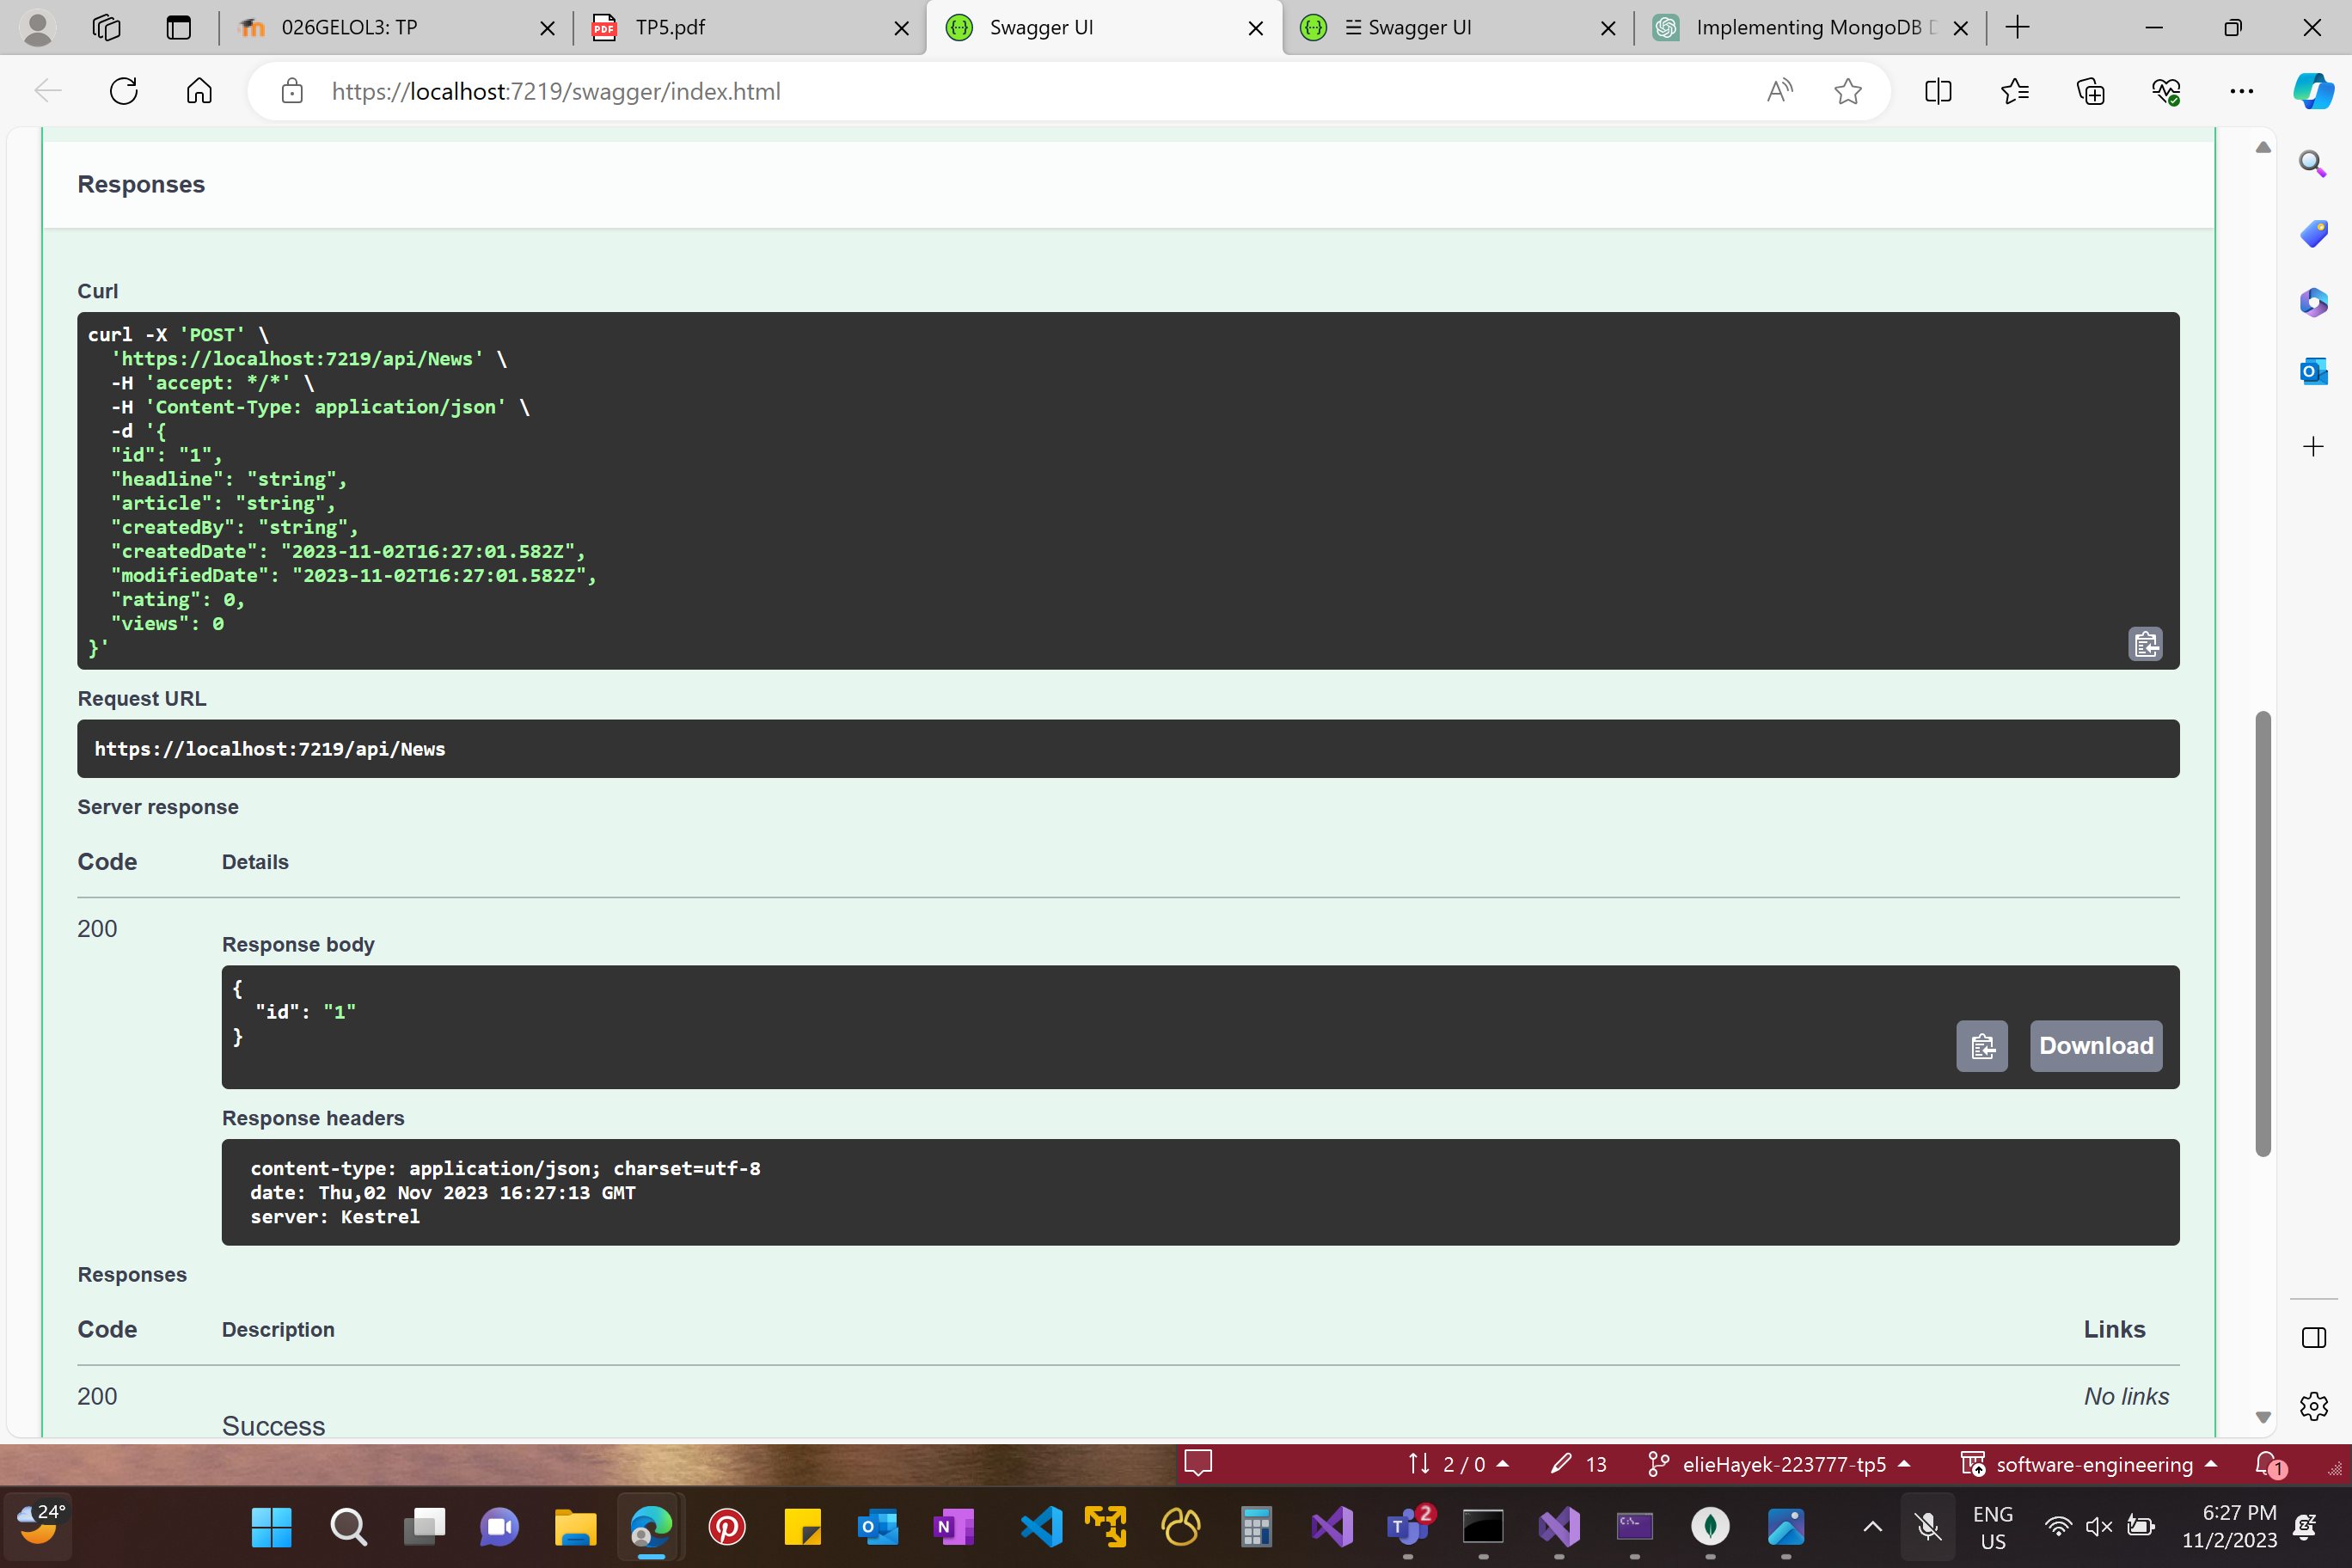 026GELOL3: TP
TP5.pdf
Swagger UI
Swagger UI
Implementing MongoDB
https://localhost:7219/swagger/index.html
Responses
Curl
curl -X 'POST' \
'https://localhost:7219/api/News' \
-H 'accept: */*' \
-H 'Content-Type: application/json' \
-d '{
"id": "1",
"headline": "string",
"article": "string",
"createdBy": "string",
"createdDate": "2023-11-02T16:27:01.582Z",
"modifiedDate": "2023-11-02T16:27:01.582Z",
"rating": 0,
"views": 0
}'
Request URL
https://localhost:7219/api/News
Server response
Code Details
200
Response body
{
"id": "1"
}
Download
Response headers
content-type: application/json; charset=utf-8
date: Thu,02 Nov 2023 16:27:13 GMT
server: Kestrel
Responses
Code Description Links
200 No links
Success
2 / 0 13 elieHayek-223777-tp5 software-engineering 1
24°
2
ENG
US
6:27 PM
11/2/2023